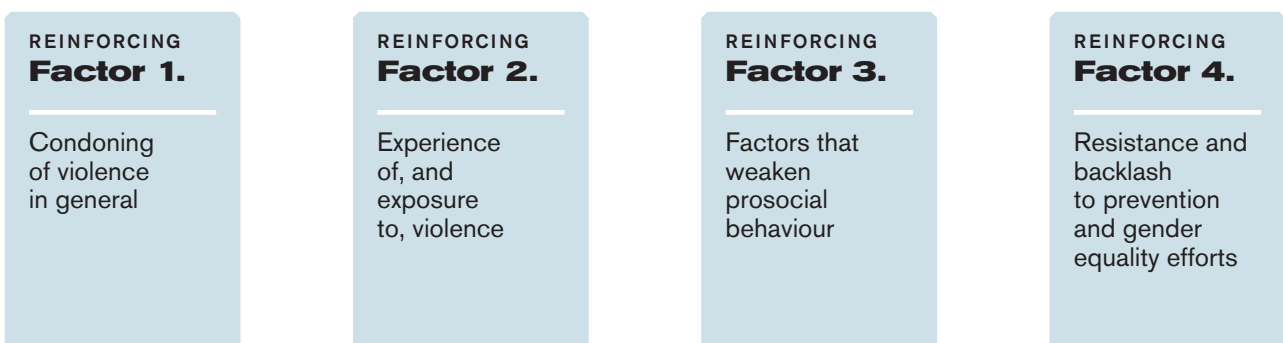 REINFORCING
Factor 1.
Condoning
of violence
in general
REINFORCING
Factor 2.
Experience
of, and
exposure
to, violence
REINFORCING
Factor 3.
Factors that
weaken
prosocial
behaviour
REINFORCING
Factor 4.
Resistance and
backlash
to prevention
and gender
equality efforts